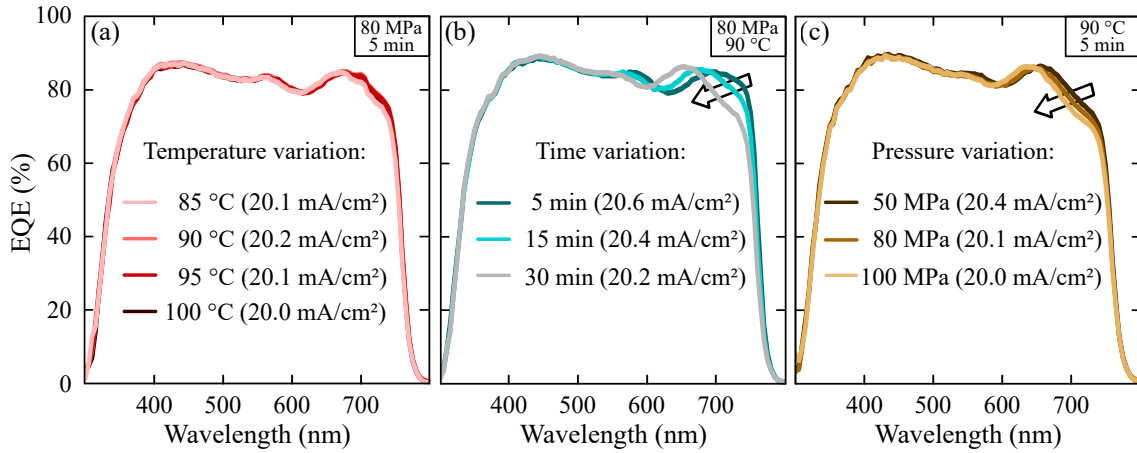 EQE (%)
100
80
60
40
20
0
(a)
80 MPa
5 min
Temperature variation:
85 °C (20.1 mA/cm²)
90 °C (20.2 mA/cm²)
95 °C (20.1 mA/cm²)
100 °C (20.0 mA/cm²)
400 500 600 700
Wavelength (nm)
(b)
80 MPa
90 °C
Time variation:
5 min (20.6 mA/cm²)
15 min (20.4 mA/cm²)
30 min (20.2 mA/cm²)
400 500 600 700
Wavelength (nm)
(c)
90 °C
5 min
Pressure variation:
50 MPa (20.4 mA/cm²)
80 MPa (20.1 mA/cm²)
100 MPa (20.0 mA/cm²)
400 500 600 700
Wavelength (nm)